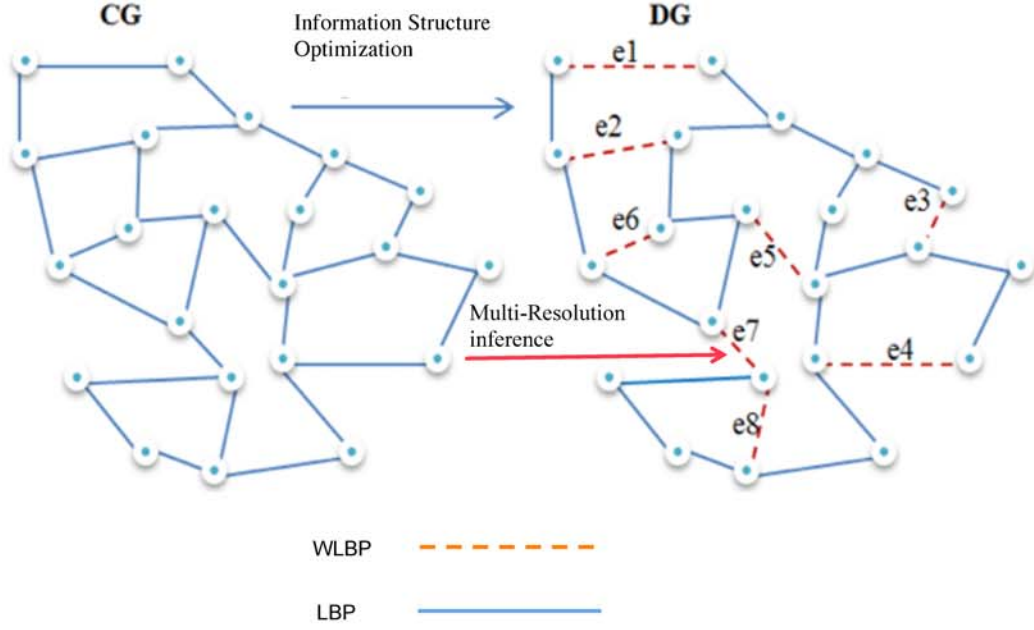 CG
Information Structure
Optimization
DG
e1
e2
e3
e6
e5
Multi-Resolution
inference
e7
e4
e8
WLBP
LBP